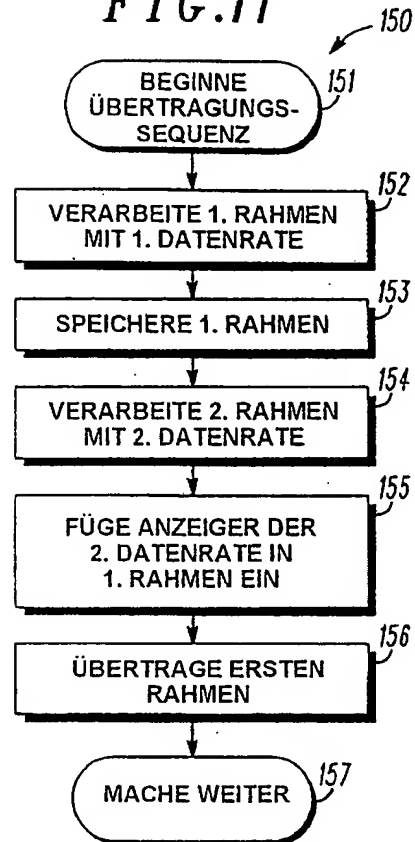 FIG.11
150
BEGINNE
ÜBERTRAGUNGS-
SEQUENZ
151
152
VERARBEITE 1. RAHMEN
MIT 1. DATENRATE
153
SPEICHERE 1. RAHMEN
154
VERARBEITE 2. RAHMEN
MIT 2. DATENRATE
155
FÜGE ANZEIGER DER
2. DATENRATE IN
1. RAHMEN EIN
156
ÜBERTRAGE ERSTEN
RAHMEN
MACHE WEITER
157